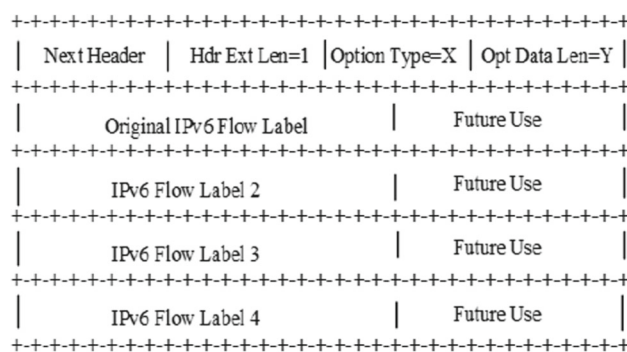 +-+-+-+-+-+-+-+-+-+-+-+-+-+-+-+-+-+-+-+-+-+-+-+-+-+-+-+-+-+-+-+-+
| Next Header | Hdr Ext Len=1 |Option Type=X | Opt Data Len=Y |
+-+-+-+-+-+-+-+-+-+-+-+-+-+-+-+-+-+-+-+-+-+-+-+-+-+-+-+-+-+-+-+-+
| Original IPv6 Flow Label | Future Use |
+-+-+-+-+-+-+-+-+-+-+-+-+-+-+-+-+-+-+-+-+-+-+-+-+-+-+-+-+-+-+-+-+
| IPv6 Flow Label 2 | Future Use |
+-+-+-+-+-+-+-+-+-+-+-+-+-+-+-+-+-+-+-+-+-+-+-+-+-+-+-+-+-+-+-+-+
| IPv6 Flow Label 3 | Future Use |
+-+-+-+-+-+-+-+-+-+-+-+-+-+-+-+-+-+-+-+-+-+-+-+-+-+-+-+-+-+-+-+-+
| IPv6 Flow Label 4 | Future Use |
+-+-+-+-+-+-+-+-+-+-+-+-+-+-+-+-+-+-+-+-+-+-+-+-+-+-+-+-+-+-+-+-+